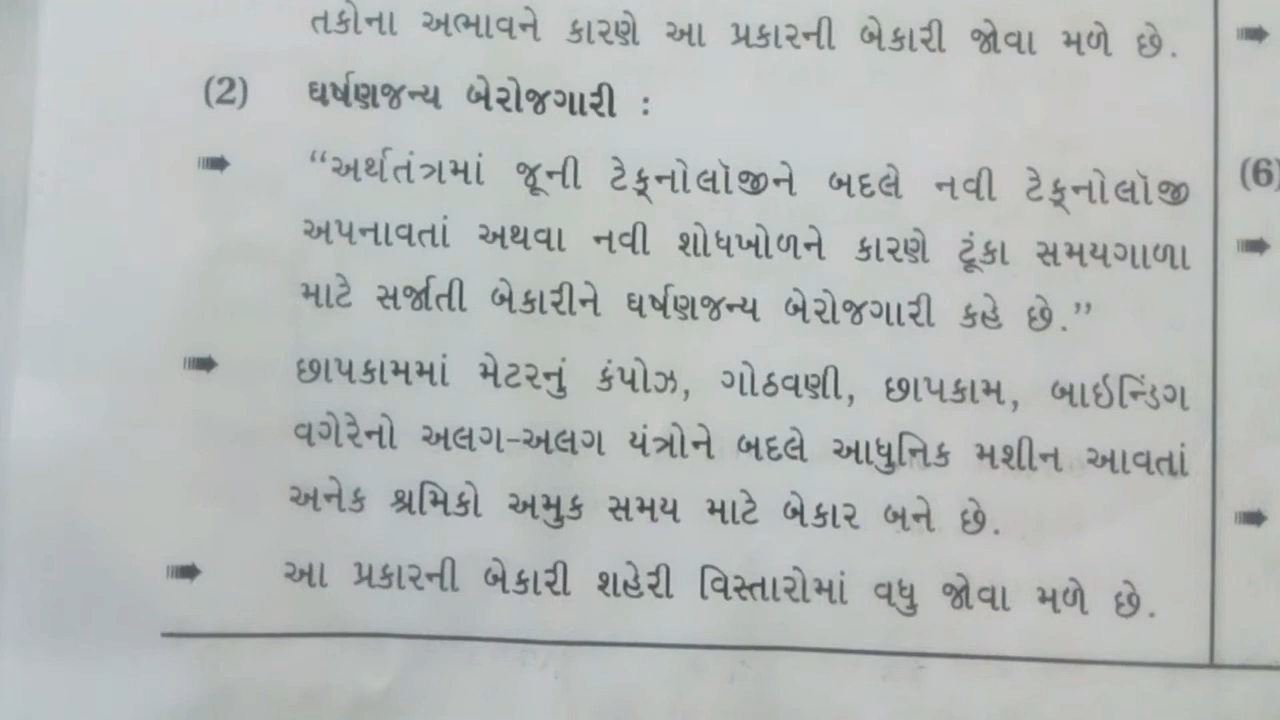 તકોના અભાવને કારણે આ પ્રકારની બેકારી જોવા મળે છે.
(2) ઘર્ષણજન્ય બેરોજગારી :
“અર્થતંત્રમાં જૂની ટેક્નોલૉજીને બદલે નવી ટેક્નોલૉજી
અપનાવતાં અથવા નવી શોધખોળને કારણે ટૂંકા સમયગાળા
માટે સર્જાતી બેકારીને ઘર્ષણજન્ય બેરોજગારી કહે છે.”
છાપકામમાં મેટરનું કંપોઝ, ગોઠવણી, છાપકામ, બાઇન્ડિંગ
વગેરેનો અલગ-અલગ યંત્રોને બદલે આધુનિક મશીન આવતાં
અનેક શ્રમિકો અમુક સમય માટે બેકાર બને છે.
આ પ્રકારની બેકારી શહેરી વિસ્તારોમાં વધુ જોવા મળે છે.
(6)